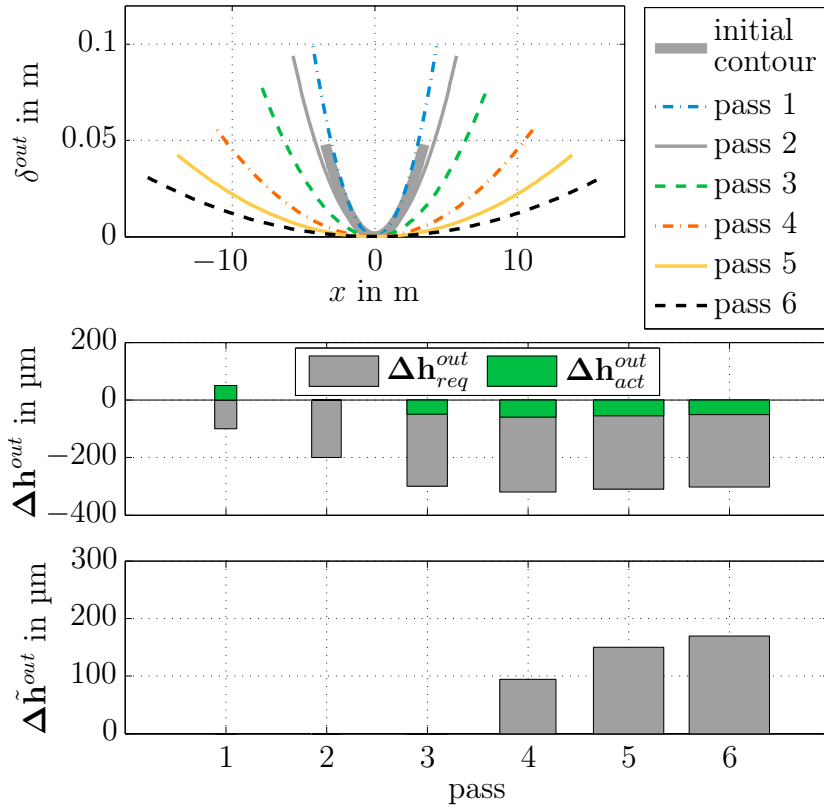 0.1
0.05
0
δ^out in m
−10
0
10
x in m
initial
contour
pass 1
pass 2
pass 3
pass 4
pass 5
pass 6
200
0
−200
−400
Δh^out in µm
Δh^out_req
Δh^out_act
300
200
100
0
Δh̃^out in µm
1
2
3
4
5
6
pass